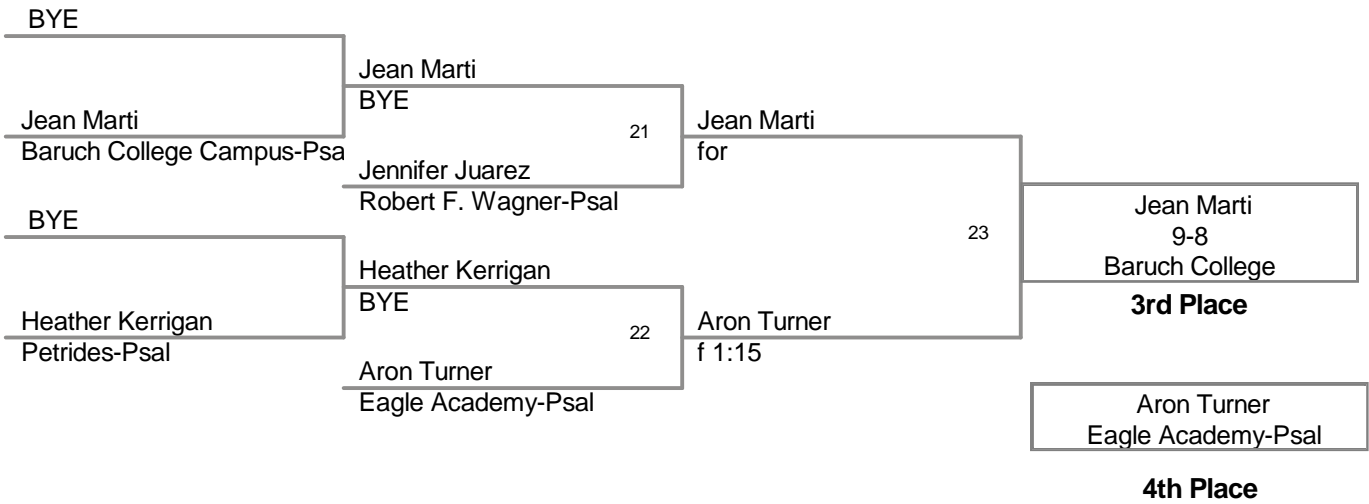 BYE
Jean Marti
Baruch College Campus-Psa
BYE
Heather Kerrigan
Petrides-Psal
Jean Marti
BYE
21
Jennifer Juarez
Robert F. Wagner-Psal
Heather Kerrigan
BYE
22
Aron Turner
Eagle Academy-Psal
Jean Marti
for
23
Aron Turner
f 1:15
Jean Marti
9-8
Baruch College
3rd Place
Aron Turner
Eagle Academy-Psal
4th Place